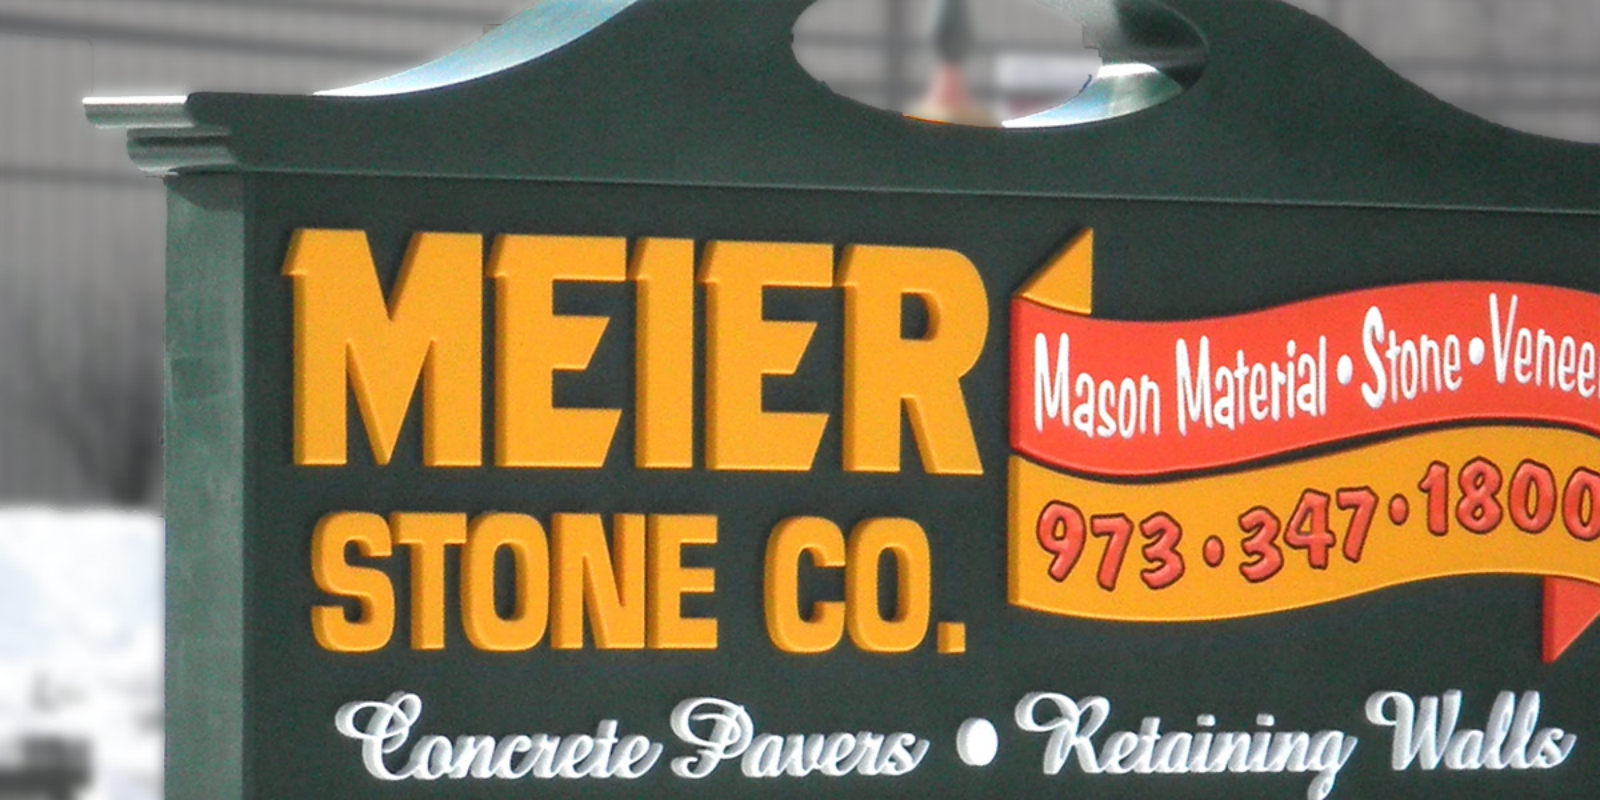 MEIER
STONE CO.
Mason Material • Stone • Veneer
973 • 347 • 1800
Concrete Pavers • Retaining Walls